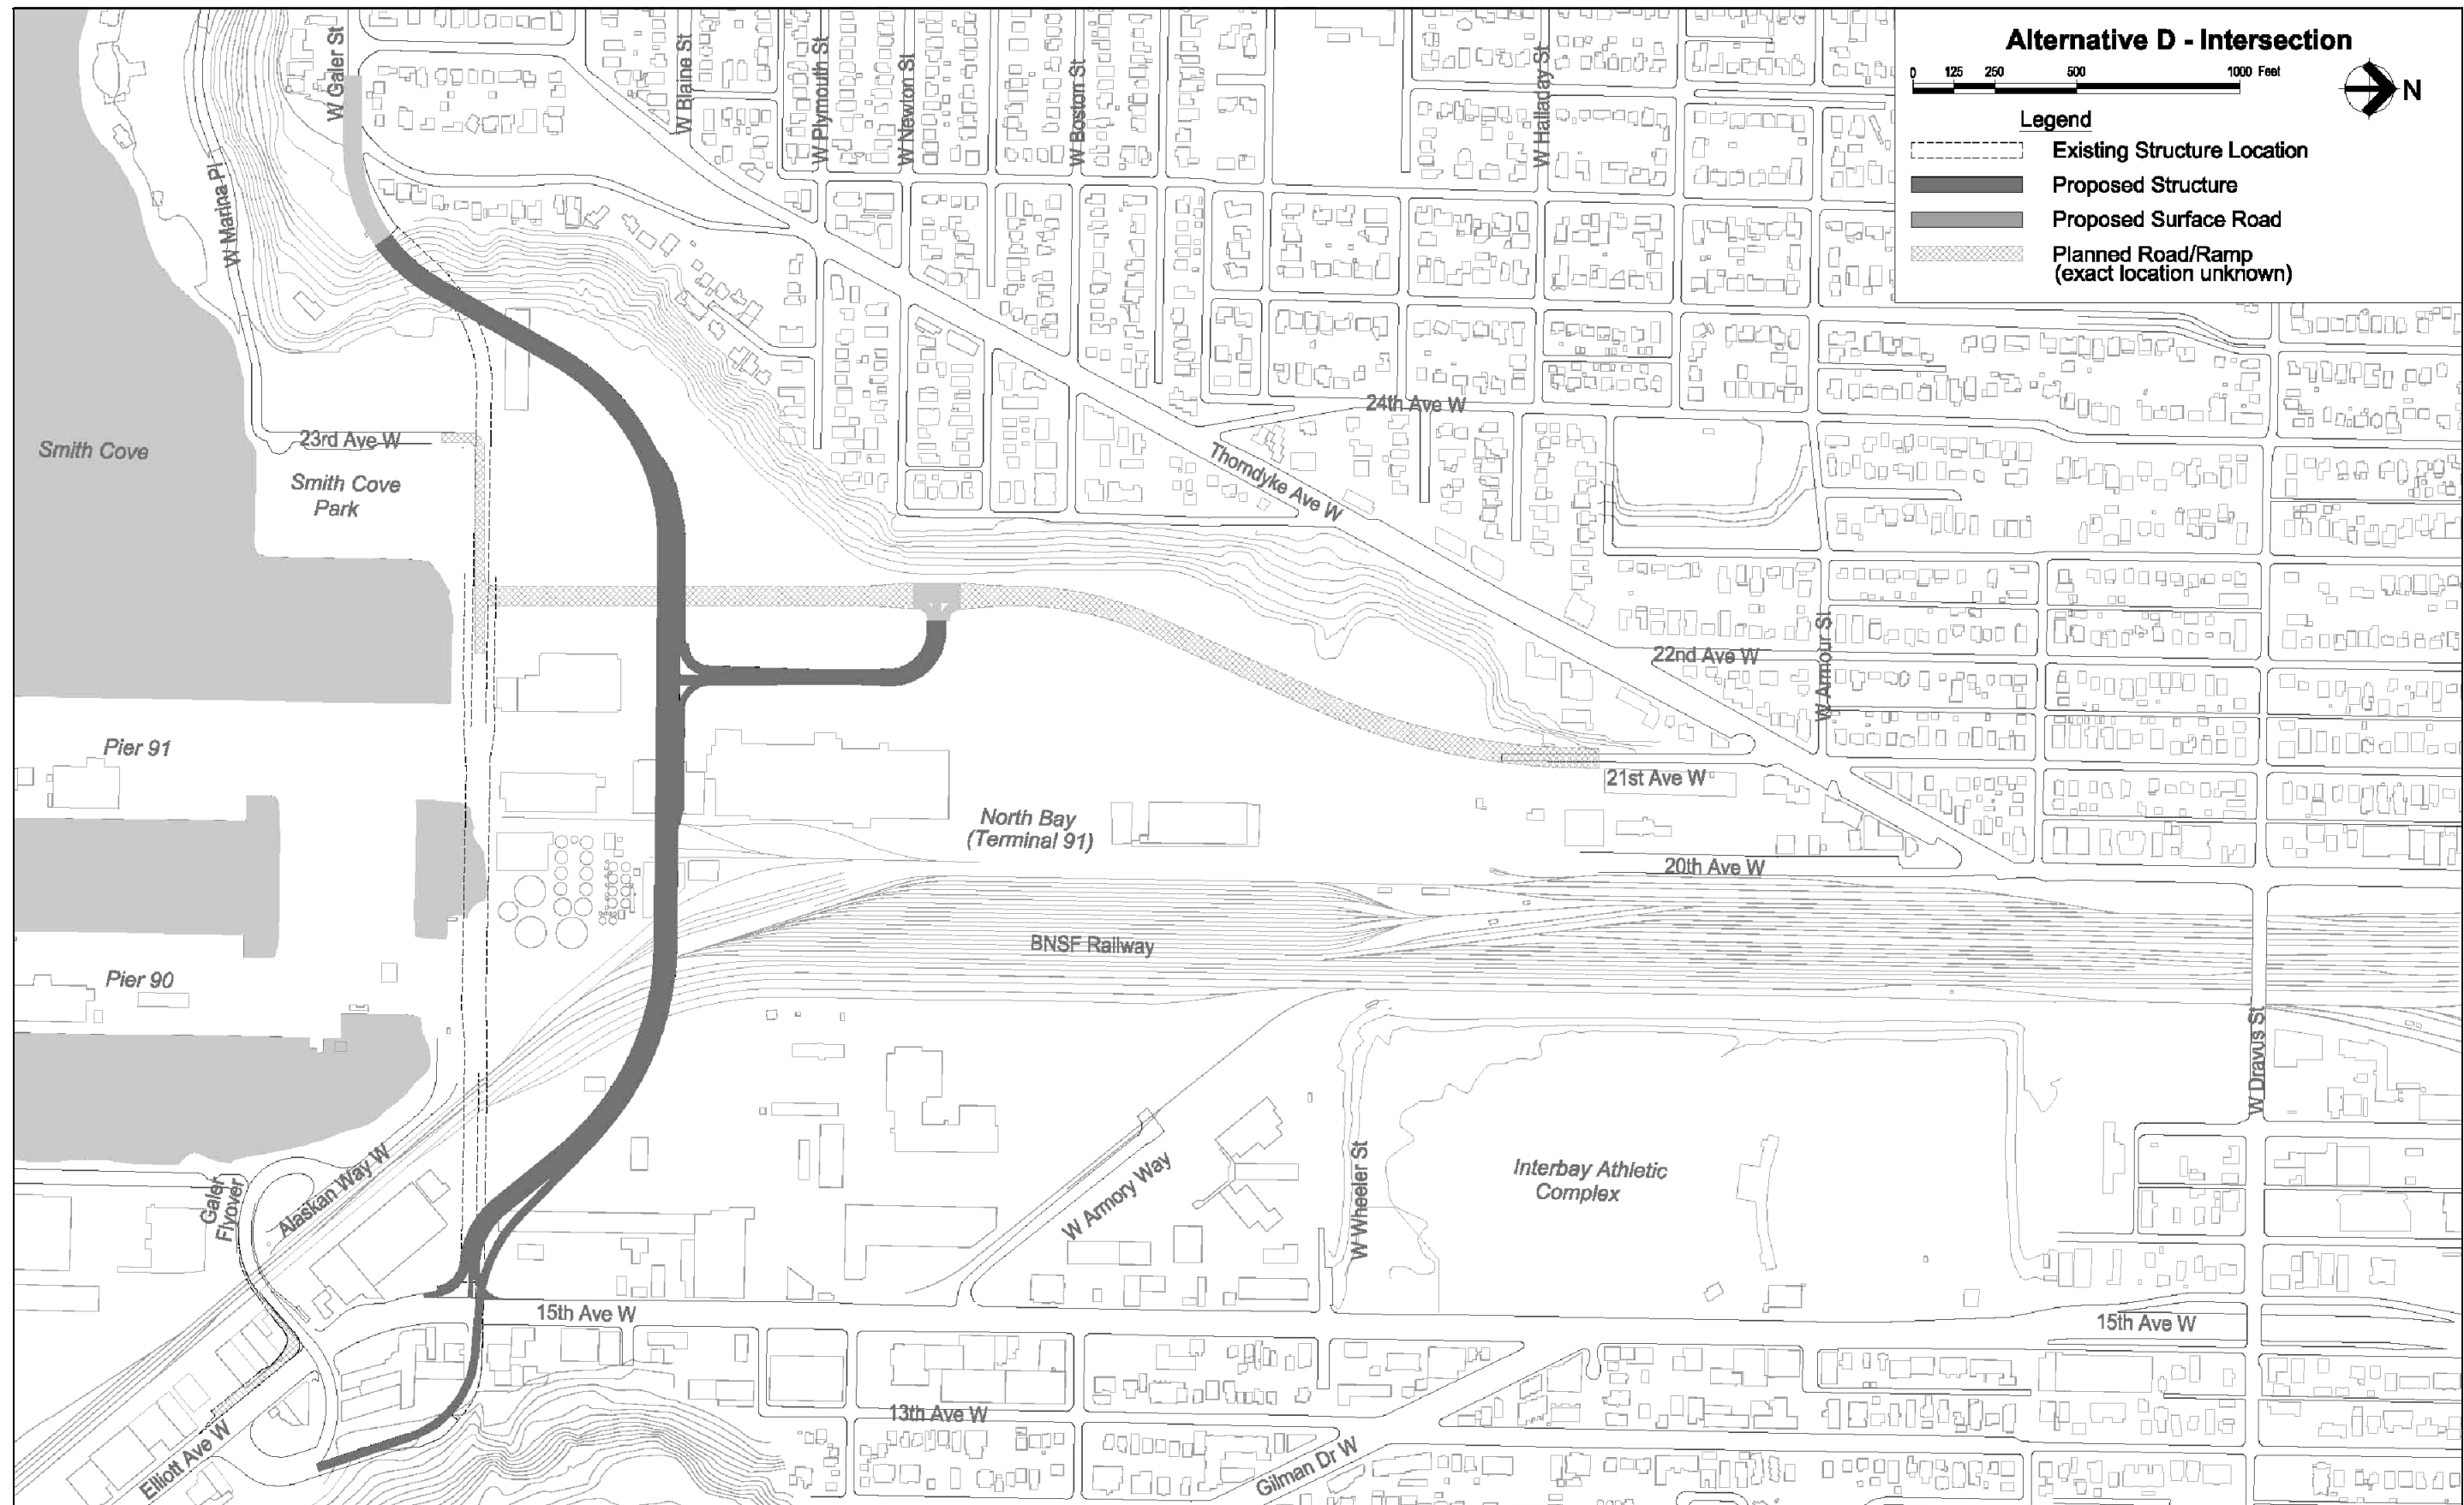 Alternative D - Intersection
0 125 250 500 1000 Feet
N
Legend
Existing Structure Location
Proposed Structure
Proposed Surface Road
Planned Road/Ramp
(exact location unknown)
W Galer St
W Blaine St
W Plymouth St
W Newton St
W Boston St
W Halladay St
W Marina Pl
24th Ave W
Thorndyke Ave W
23rd Ave W
Smith Cove
Smith Cove
Park
22nd Ave W
W Armour St
Pier 91
21st Ave W
North Bay
(Terminal 91)
20th Ave W
BNSF Railway
Pier 90
W Dravus St
Galer
Flyover
Alaskan Way W
W Armory Way
W Wheeler St
Interbay Athletic
Complex
15th Ave W
15th Ave W
13th Ave W
Elliott Ave W
Gilman Dr W